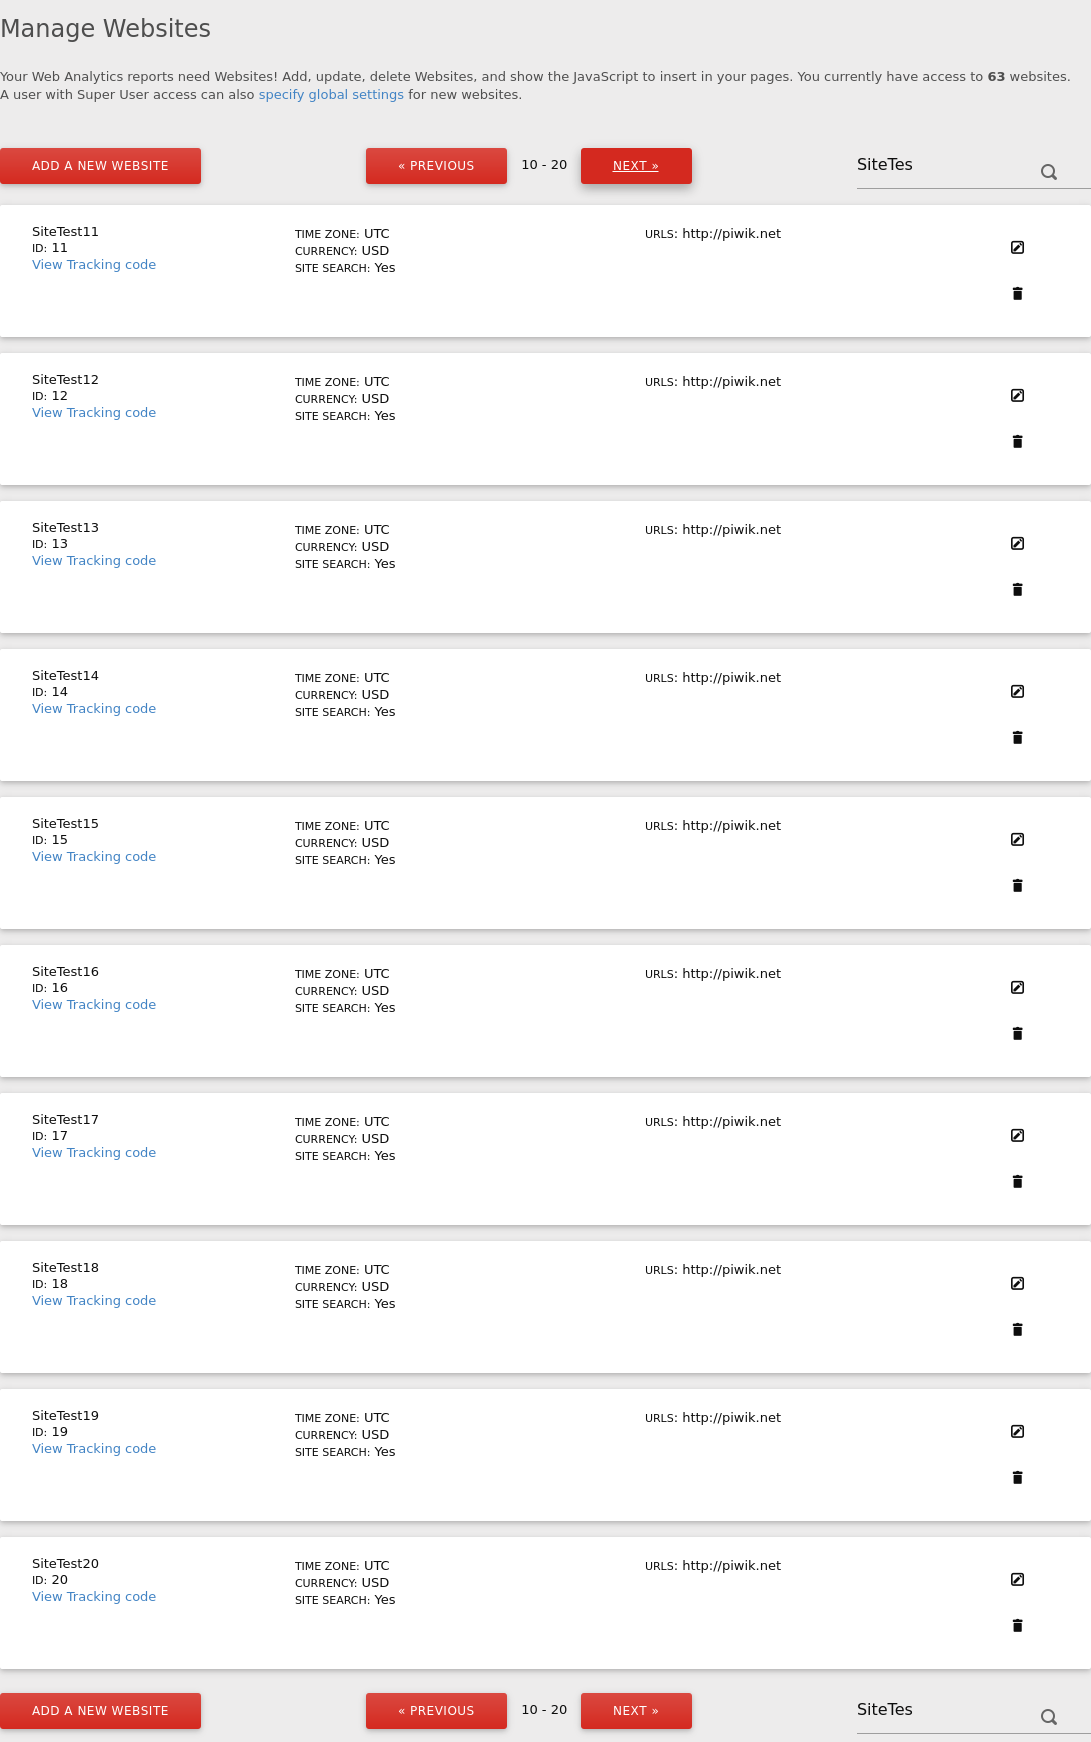 Manage Websites
Your Web Analytics reports need Websites! Add, update, delete Websites, and show the JavaScript to insert in your pages. You currently have access to 63 websites.
A user with Super User access can also specify global settings for new websites.
ADD A NEW WEBSITE « PREVIOUS 10 - 20 NEXT » SiteTes
SiteTest11 TIME ZONE: UTC URLS: http://piwik.net
ID: 11 CURRENCY: USD
View Tracking code SITE SEARCH: Yes
SiteTest12 TIME ZONE: UTC URLS: http://piwik.net
ID: 12 CURRENCY: USD
View Tracking code SITE SEARCH: Yes
SiteTest13 TIME ZONE: UTC URLS: http://piwik.net
ID: 13 CURRENCY: USD
View Tracking code SITE SEARCH: Yes
SiteTest14 TIME ZONE: UTC URLS: http://piwik.net
ID: 14 CURRENCY: USD
View Tracking code SITE SEARCH: Yes
SiteTest15 TIME ZONE: UTC URLS: http://piwik.net
ID: 15 CURRENCY: USD
View Tracking code SITE SEARCH: Yes
SiteTest16 TIME ZONE: UTC URLS: http://piwik.net
ID: 16 CURRENCY: USD
View Tracking code SITE SEARCH: Yes
SiteTest17 TIME ZONE: UTC URLS: http://piwik.net
ID: 17 CURRENCY: USD
View Tracking code SITE SEARCH: Yes
SiteTest18 TIME ZONE: UTC URLS: http://piwik.net
ID: 18 CURRENCY: USD
View Tracking code SITE SEARCH: Yes
SiteTest19 TIME ZONE: UTC URLS: http://piwik.net
ID: 19 CURRENCY: USD
View Tracking code SITE SEARCH: Yes
SiteTest20 TIME ZONE: UTC URLS: http://piwik.net
ID: 20 CURRENCY: USD
View Tracking code SITE SEARCH: Yes
ADD A NEW WEBSITE « PREVIOUS 10 - 20 NEXT » SiteTes